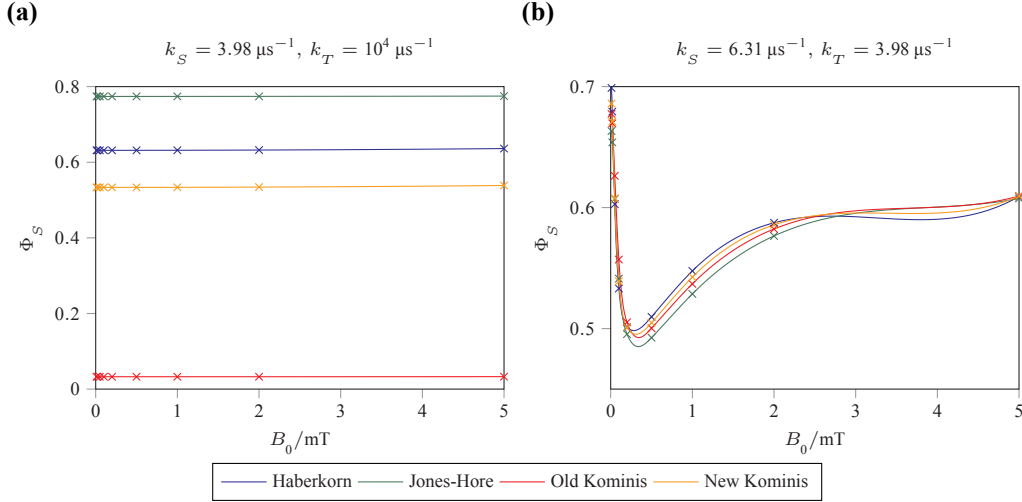 (a)
k_S = 3.98 µs⁻¹, k_T = 10⁴ µs⁻¹
0.8
0.6
0.4
0.2
0
Φ_S
0 1 2 3 4 5
B_0/mT
(b)
k_S = 6.31 µs⁻¹, k_T = 3.98 µs⁻¹
0.7
0.6
0.5
Φ_S
0 1 2 3 4 5
B_0/mT
Haberkorn Jones-Hore Old Kominis New Kominis